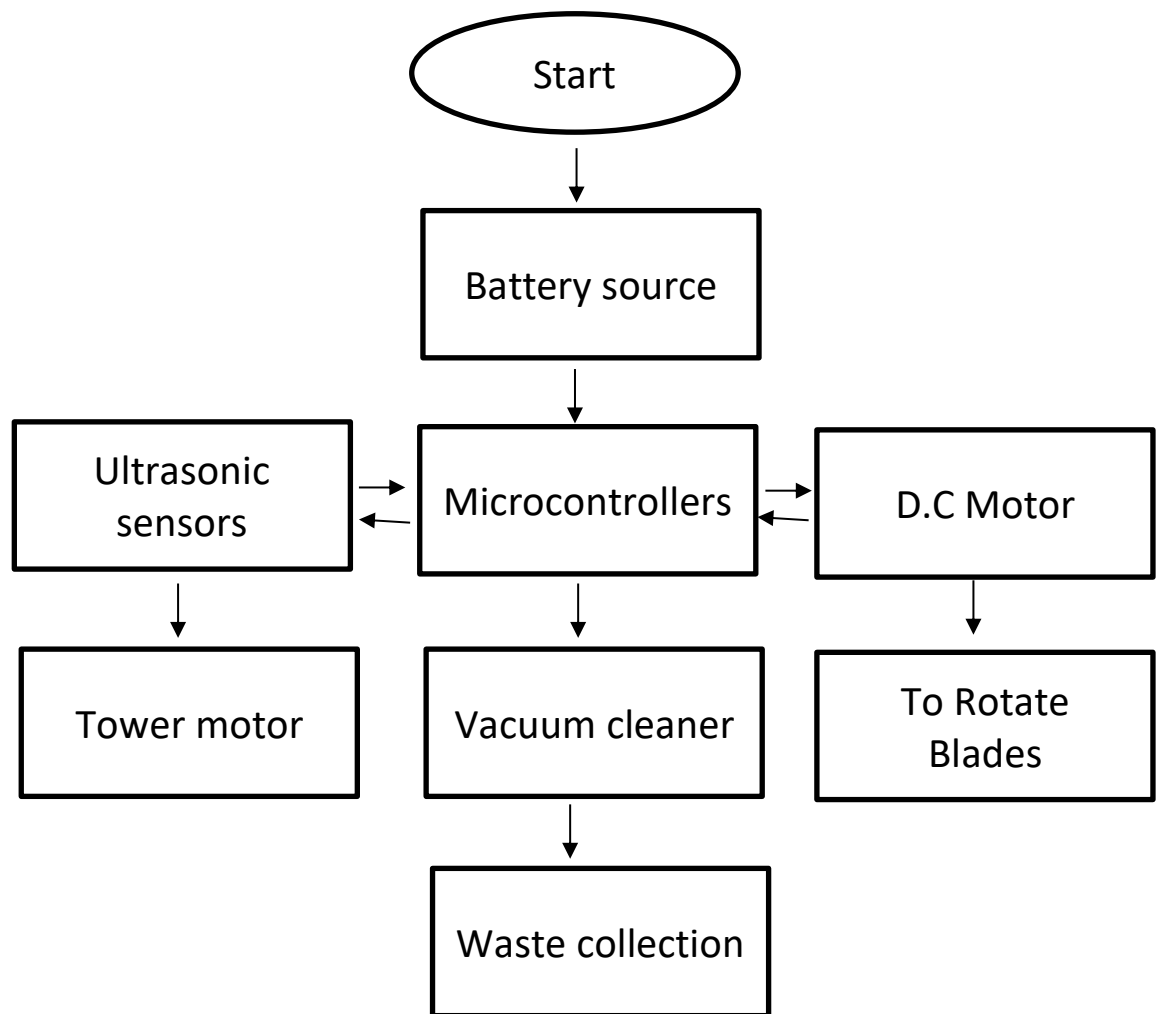 Start
Battery source
Ultrasonic
sensors
Microcontrollers
D.C Motor
Tower motor
Vacuum cleaner
To Rotate
Blades
Waste collection